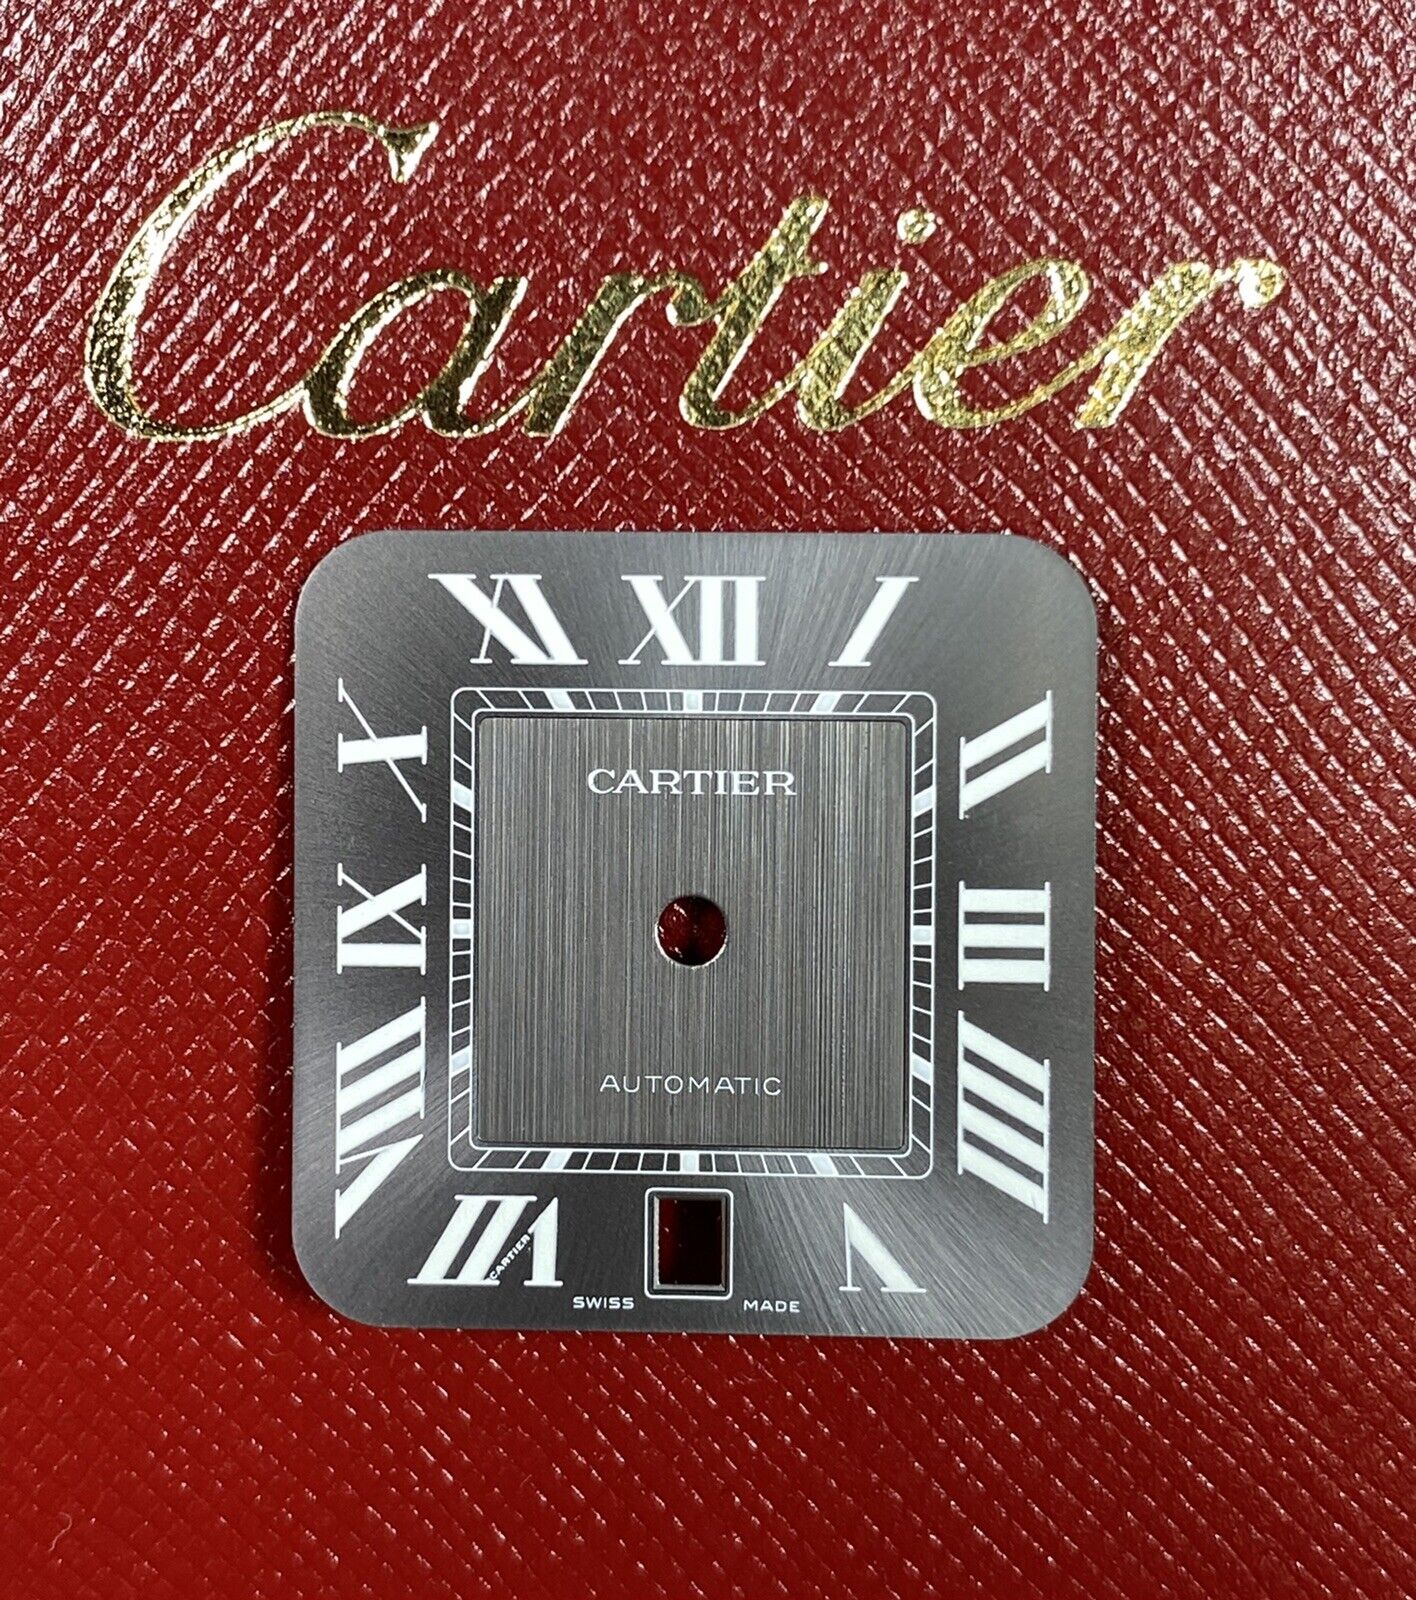 Cartier
XI XII I
X II
CARTIER
IX III
VIII IIII
AUTOMATIC
VII V
CARTIER
SWISS MADE